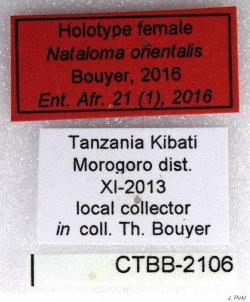 Holotype female
Nataloma orientalis
Bouyer, 2016
Ent. Afr. 21 (1), 2016
Tanzania Kibati
Morogoro dist.
XI-2013
local collector
in coll. Th. Bouyer
CTBB-2106
J. Pirkl